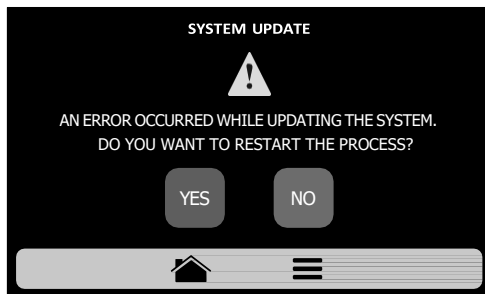 SYSTEM UPDATE
!
AN ERROR OCCURRED WHILE UPDATING THE SYSTEM.
DO YOU WANT TO RESTART THE PROCESS?
YES NO